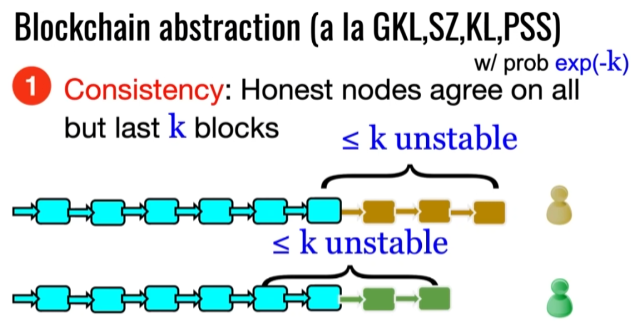 Blockchain abstraction (a la GKL,SZ,KL,PSS)
w/ prob exp(-k)
1 Consistency: Honest nodes agree on all
but last k blocks
≤ k unstable
≤ k unstable